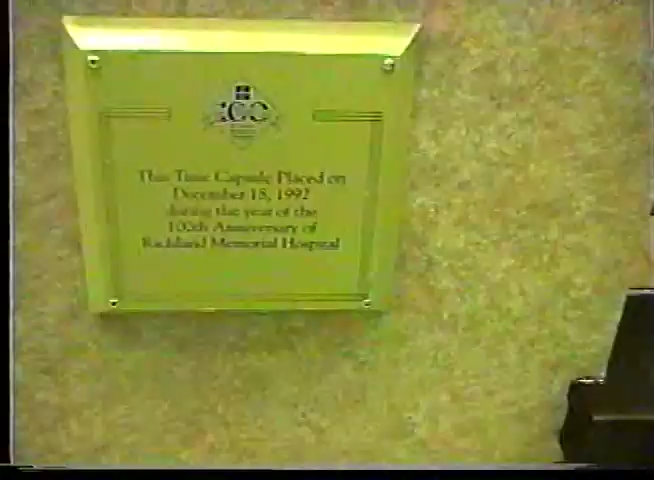 100
This Time Capsule Placed on
December 18, 1992
during the year of the
100th Anniversary of
Richland Memorial Hospital